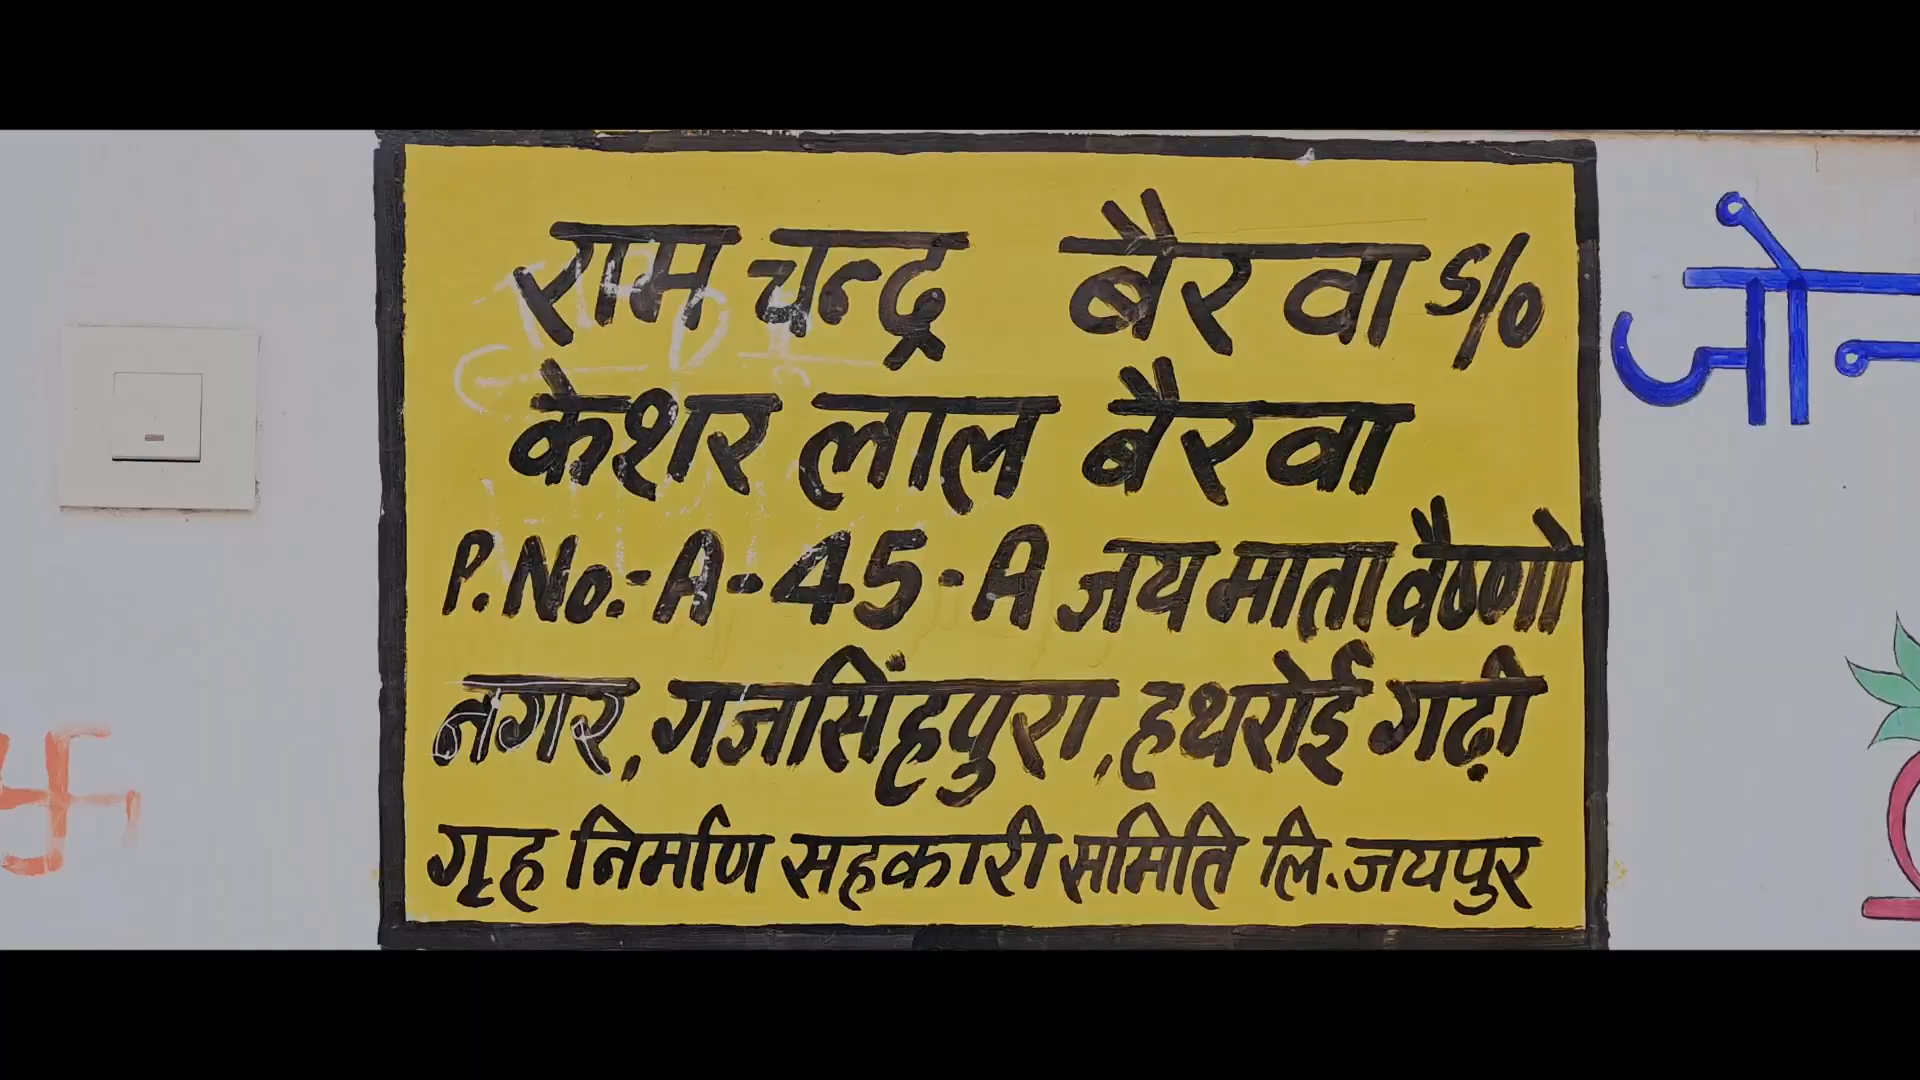 राम चन्द्र बैरवा S/o
केशर लाल बैरवा
P.No:-A-45-A जय माता वैष्णो
नगर, गजसिंहपुरा, हथरोई गढ़ी
गृह निर्माण सहकारी समिति लि. जयपुर